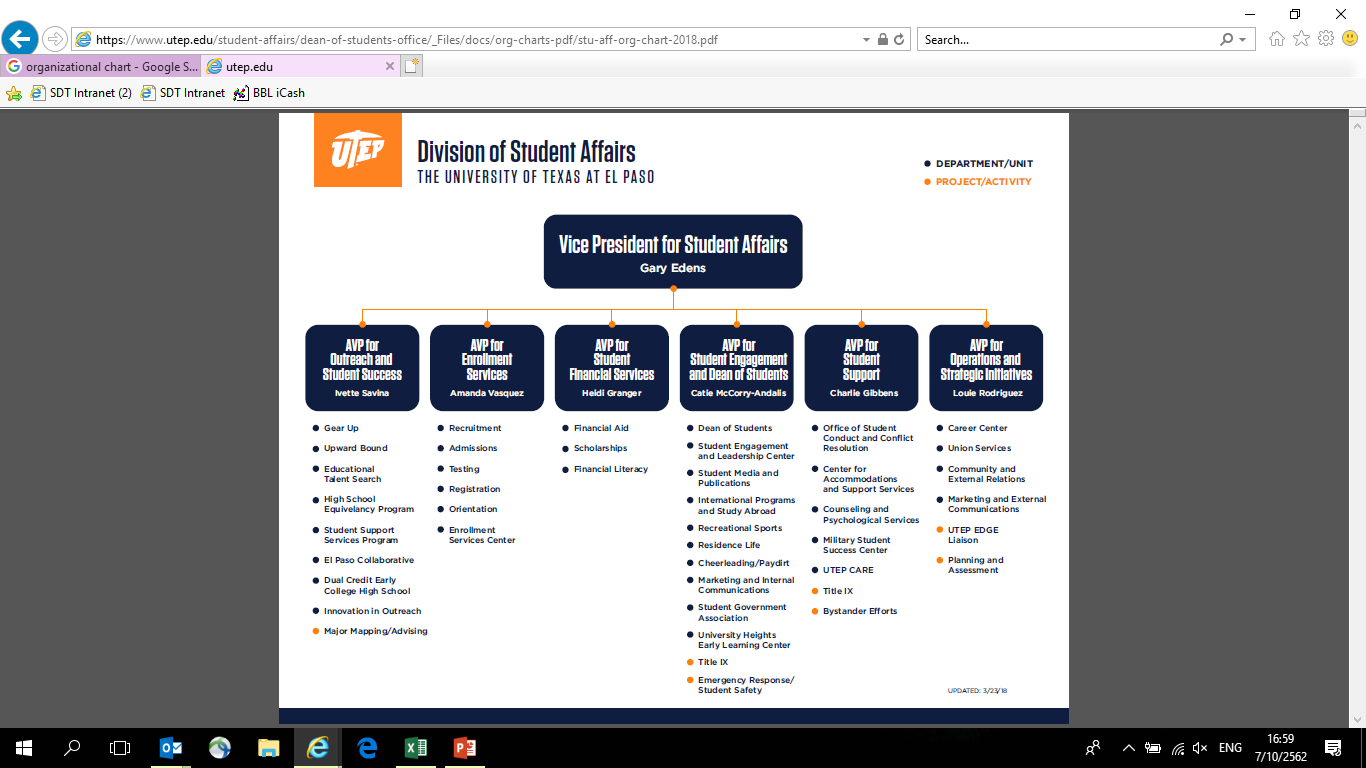 https://www.utep.edu/student-affairs/dean-of-students-office/_Files/docs/org-charts-pdf/stu-aff-org-chart-2018.pdf
Search...
organizational chart - Google S...
utep.edu
SDT Intranet (2)
SDT Intranet
BBL iCash
UTEP
Division of Student Affairs
THE UNIVERSITY OF TEXAS AT EL PASO
DEPARTMENT/UNIT
PROJECT/ACTIVITY
Vice President for Student Affairs
Gary Edens
AVP for
Outreach and
Student Success
Ivette Savina
Gear Up
Upward Bound
Educational
Talent Search
High School
Equivelancy Program
Student Support
Services Program
El Paso Collaborative
Dual Credit Early
College High School
Innovation in Outreach
Major Mapping/Advising
AVP for
Enrollment
Services
Amanda Vasquez
Recruitment
Admissions
Testing
Registration
Orientation
Enrollment
Services Center
AVP for
Student
Financial Services
Heidi Granger
Financial Aid
Scholarships
Financial Literacy
AVP for
Student Engagement
and Dean of Students
Catie McCorry-Andalis
Dean of Students
Student Engagement
and Leadership Center
Student Media and
Publications
International Programs
and Study Abroad
Recreational Sports
Residence Life
Cheerleading/Paydirt
Marketing and Internal
Communications
Student Government
Association
University Heights
Early Learning Center
Title IX
Emergency Response/
Student Safety
AVP for
Student
Support
Charlie Gibbens
Office of Student
Conduct and Conflict
Resolution
Center for
Accommodations
and Support Services
Counseling and
Psychological Services
Military Student
Success Center
UTEP CARE
Title IX
Bystander Efforts
AVP for
Operations and
Strategic Initiatives
Louie Rodriguez
Career Center
Union Services
Community and
External Relations
Marketing and External
Communications
UTEP EDGE
Liaison
Planning and
Assessment
UPDATED: 3/23/18
ENG
16:59
7/10/2562